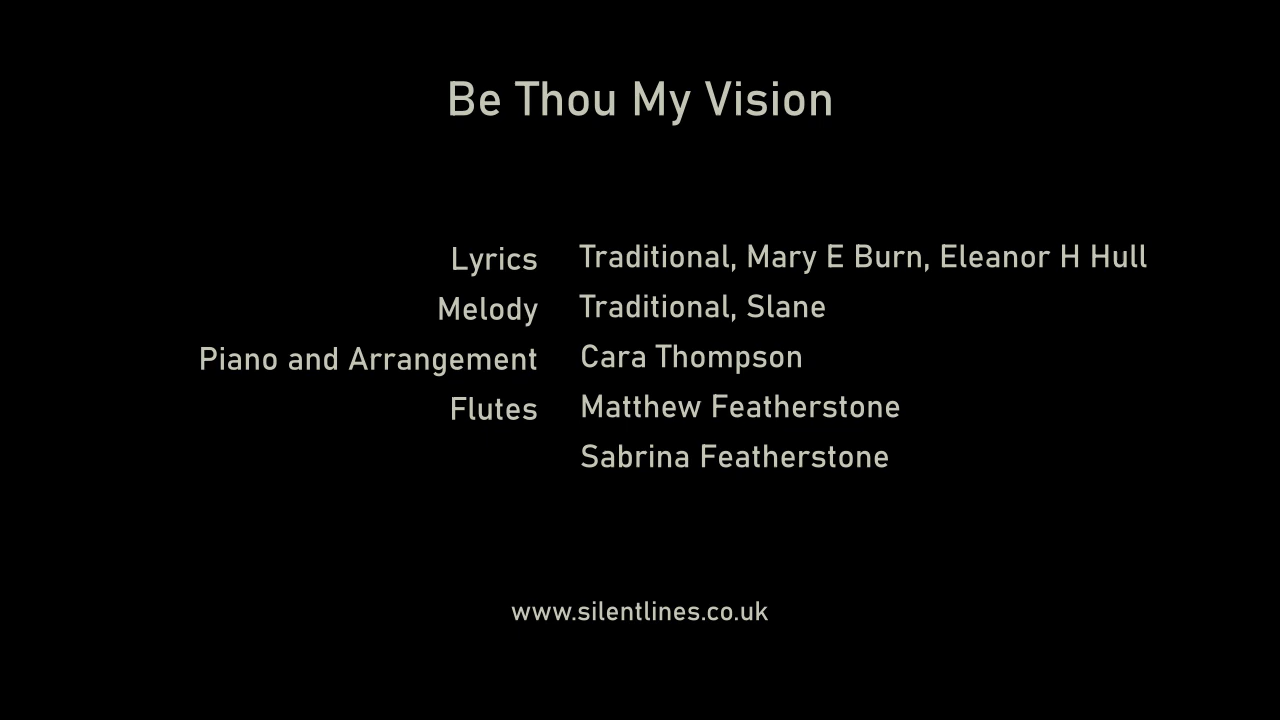 Be Thou My Vision
Lyrics Traditional, Mary E Burn, Eleanor H Hull
Melody Traditional, Slane
Piano and Arrangement Cara Thompson
Flutes Matthew Featherstone
Sabrina Featherstone
www.silentlines.co.uk